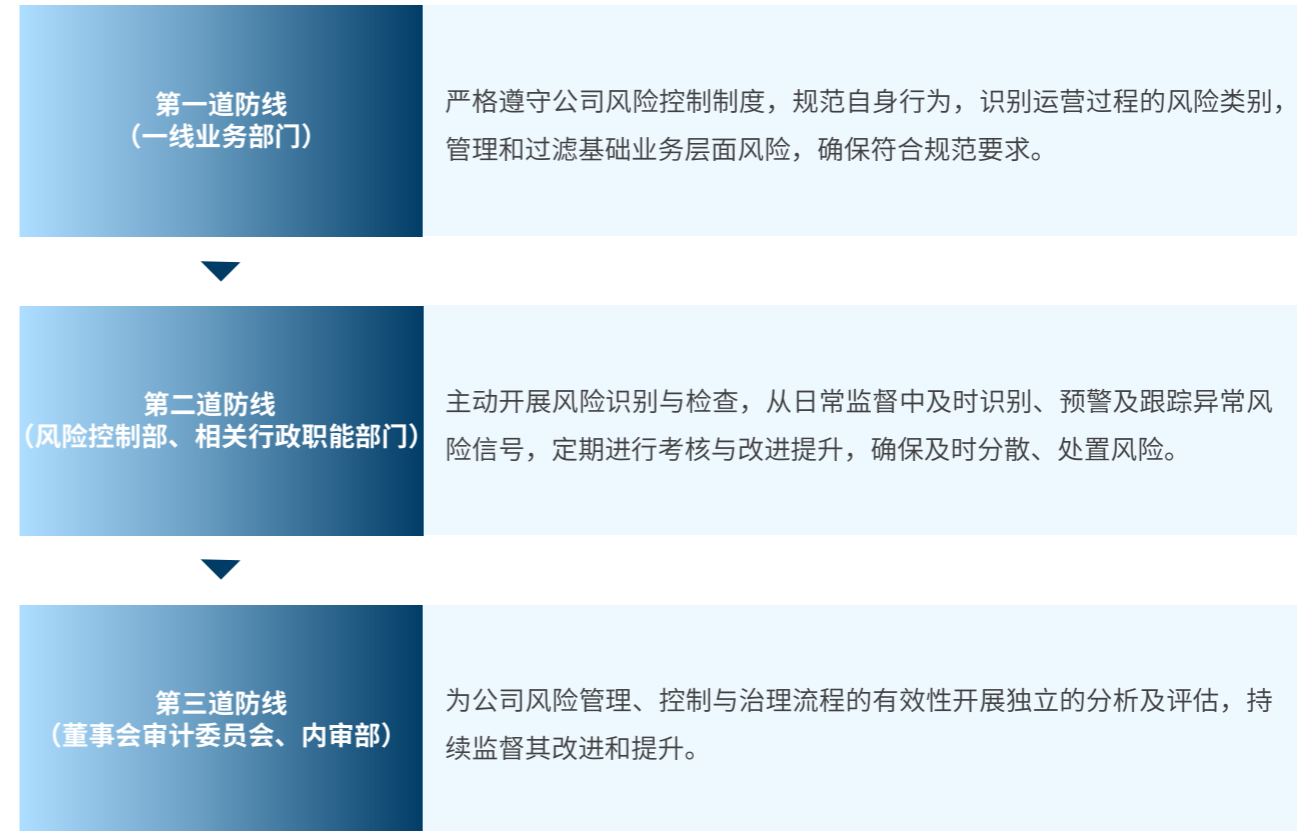 第一道防线
（一线业务部门）
严格遵守公司风险控制制度，规范自身行为，识别运营过程的风险类别，
管理和过滤基础业务层面风险，确保符合规范要求。
第二道防线
（风险控制部、相关行政职能部门）
主动开展风险识别与检查，从日常监督中及时识别、预警及跟踪异常风
险信号，定期进行考核与改进提升，确保及时分散、处置风险。
第三道防线
（董事会审计委员会、内审部）
为公司风险管理、控制与治理流程的有效性开展独立的分析及评估，持
续监督其改进和提升。